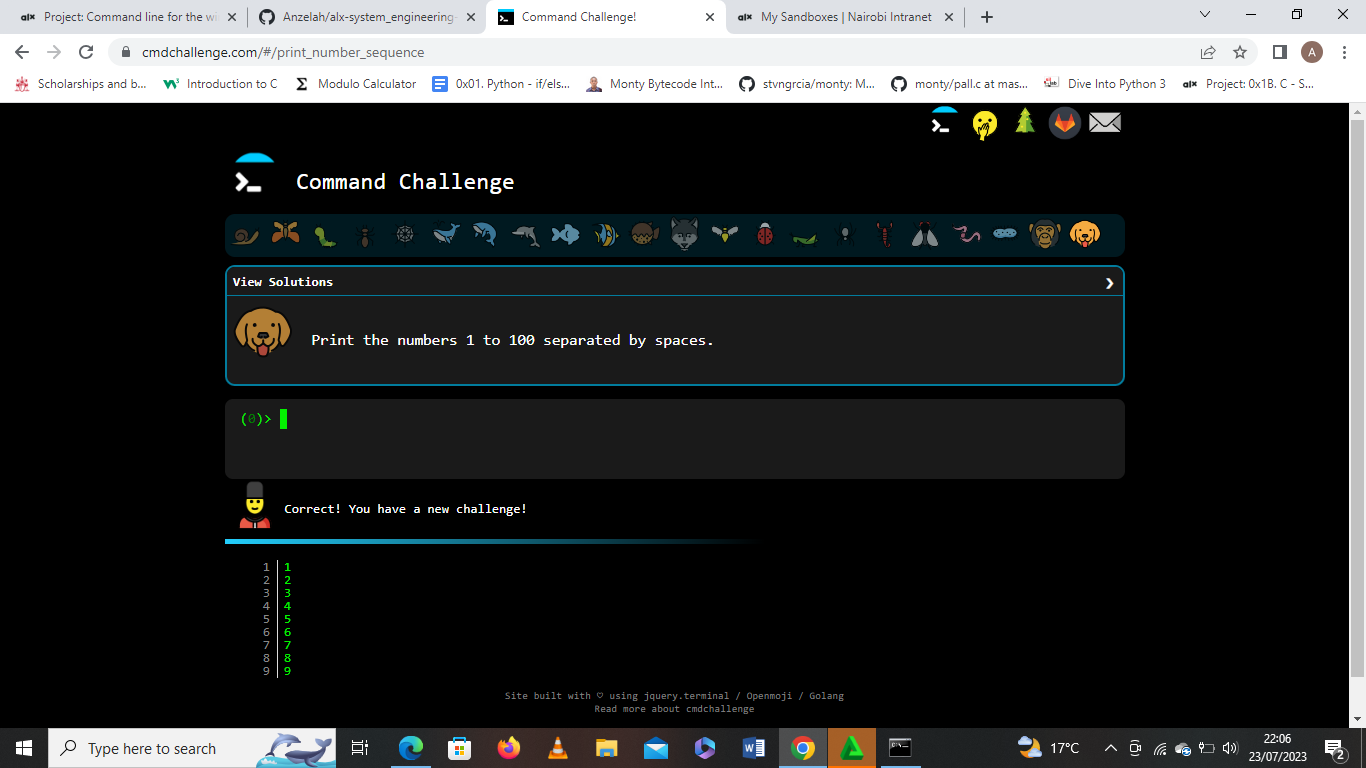 Project: Command line for the wi
Anzelah/alx-system_engineering-
Command Challenge!
My Sandboxes | Nairobi Intranet
cmdchallenge.com/#/print_number_sequence
A
Scholarships and b...
Introduction to C
Modulo Calculator
0x01. Python - if/els...
Monty Bytecode Int...
stvngrcia/monty: M...
monty/pall.c at mas...
Dive Into Python 3
alx
Project: 0x1B. C - S...
Command Challenge
View Solutions
Print the numbers 1 to 100 separated by spaces.
(0)>
Correct! You have a new challenge!
1 1
2 2
3 3
4 4
5 5
6 6
7 7
8 8
9 9
Site built with ♡ using jquery.terminal / Openmoji / Golang
Read more about cmdchallenge
Type here to search
17°C
22:06
23/07/2023
2